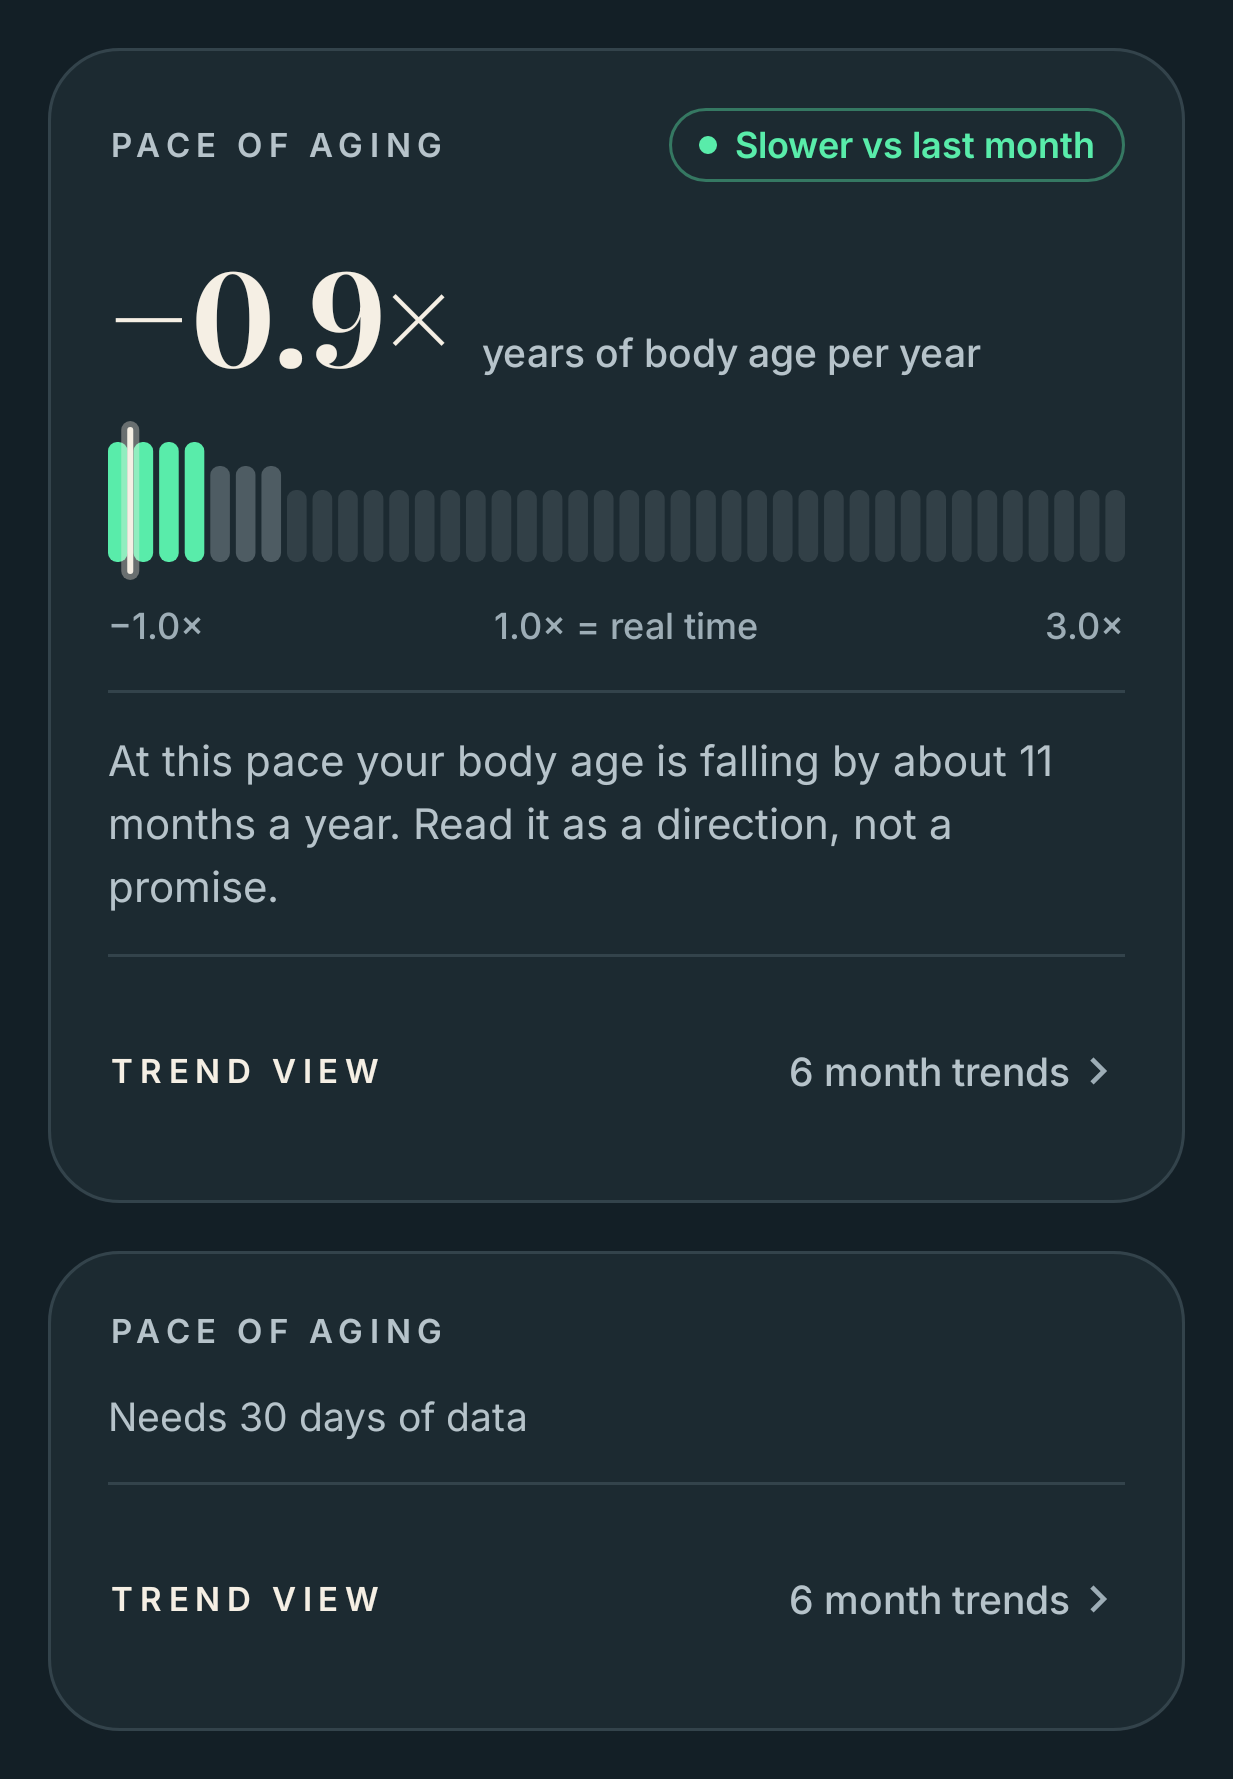 PACE OF AGING
Slower vs last month
−0.9×
years of body age per year
−1.0×
1.0× = real time
3.0×
At this pace your body age is falling by about 11
months a year. Read it as a direction, not a
promise.
TREND VIEW
6 month trends
PACE OF AGING
Needs 30 days of data
TREND VIEW
6 month trends